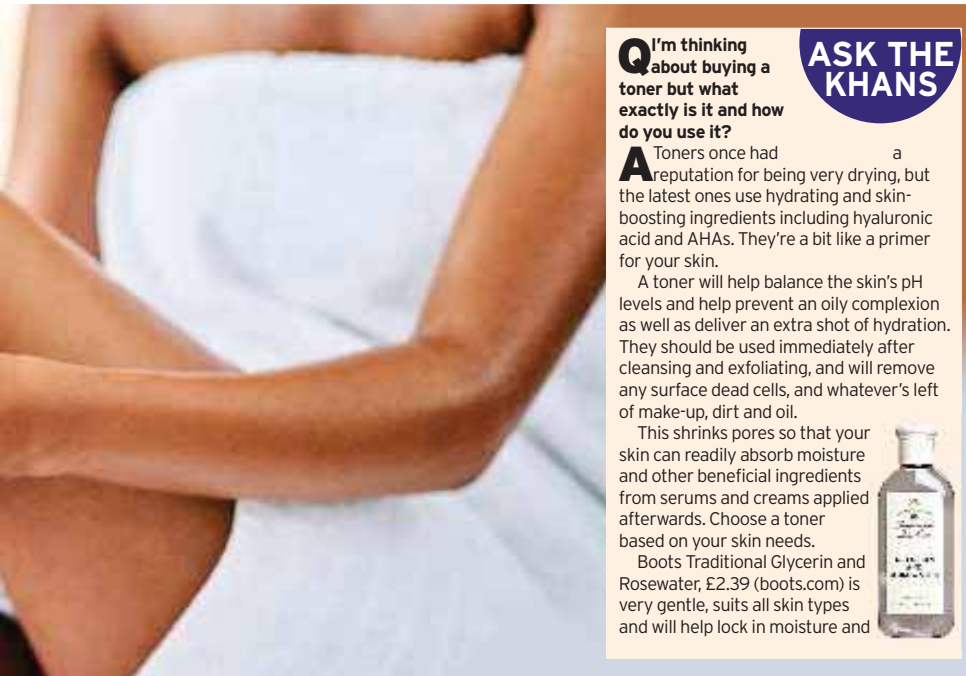 ASK THE
KHANS
Q I'm thinking
about buying a
toner but what
exactly is it and how
do you use it?
A Toners once had a
reputation for being very drying, but
the latest ones use hydrating and skin-
boosting ingredients including hyaluronic
acid and AHAs. They're a bit like a primer
for your skin.
A toner will help balance the skin's pH
levels and help prevent an oily complexion
as well as deliver an extra shot of hydration.
They should be used immediately after
cleansing and exfoliating, and will remove
any surface dead cells, and whatever's left
of make-up, dirt and oil.
This shrinks pores so that your
skin can readily absorb moisture
and other beneficial ingredients
from serums and creams applied
afterwards. Choose a toner
based on your skin needs.
Boots Traditional Glycerin and
Rosewater, £2.39 (boots.com) is
very gentle, suits all skin types
and will help lock in moisture and